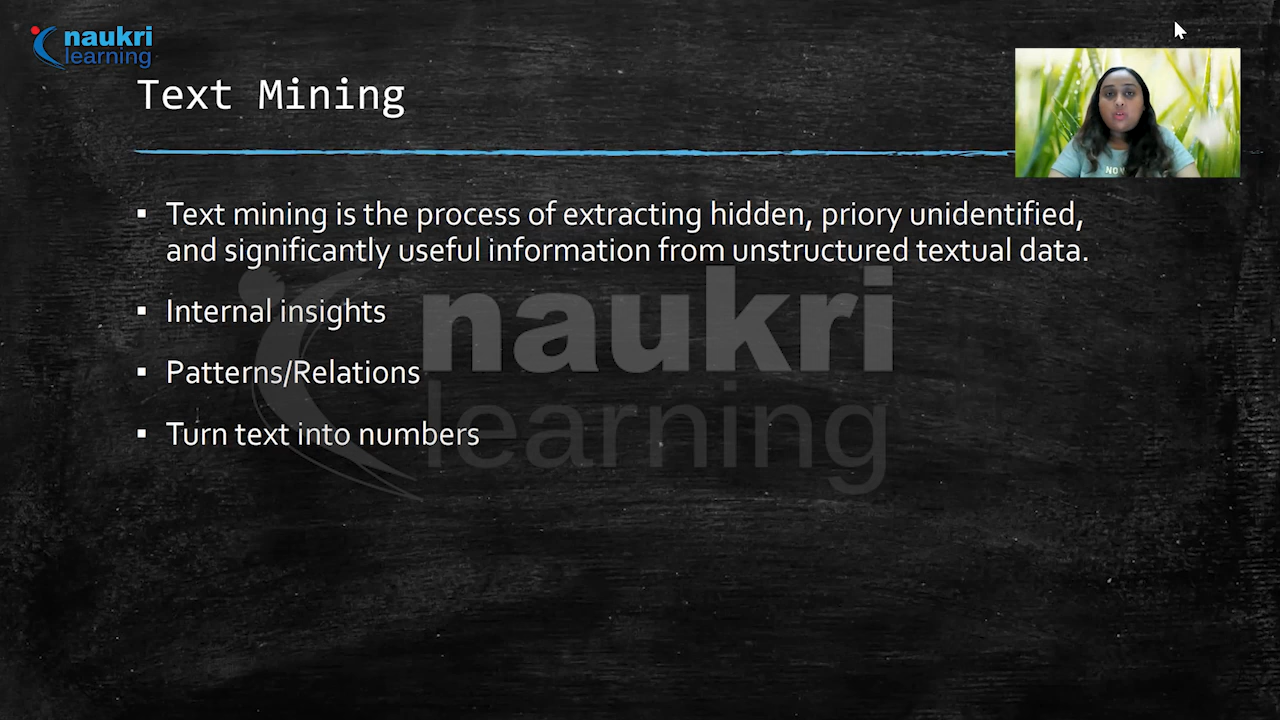 naukri
learning
Text Mining
▪ Text mining is the process of extracting hidden, priory unidentified,
and significantly useful information from unstructured textual data.
▪ Internal insights
▪ Patterns/Relations
▪ Turn text into numbers
naukri
learning